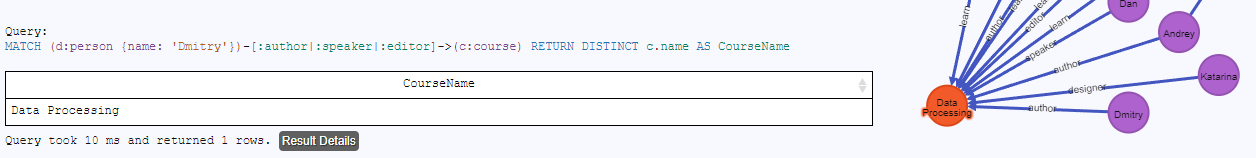 Query:
MATCH (d:person {name: 'Dmitry'})-[:author|:speaker|:editor]->(c:course) RETURN DISTINCT c.name AS CourseName
CourseName
Data Processing
Query took 10 ms and returned 1 rows. Result Details
Dan
learn
author
editor
learn
speaker
Andrey
author
Katarina
designer
Data
Processing
author
Dmitry